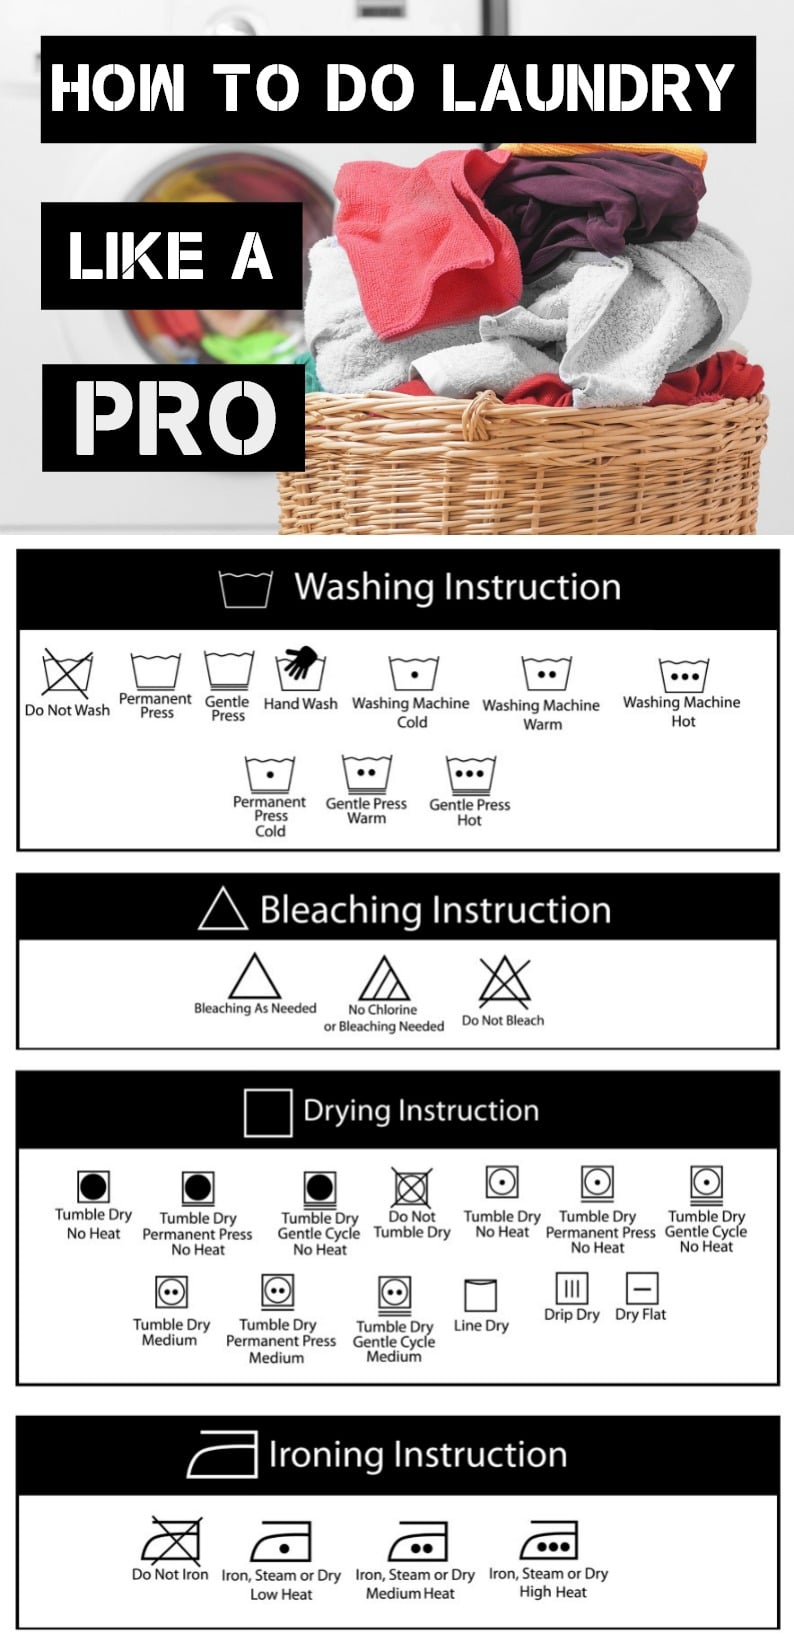 HOW TO DO LAUNDRY
LIKE A
PRO
Washing Instruction
Do Not Wash
Permanent
Press
Gentle
Press
Hand Wash
Washing Machine
Cold
Washing Machine
Warm
Washing Machine
Hot
Permanent
Press
Cold
Gentle Press
Warm
Gentle Press
Hot
Bleaching Instruction
Bleaching As Needed
No Chlorine
or Bleaching Needed
Do Not Bleach
Drying Instruction
Tumble Dry
No Heat
Tumble Dry
Permanent Press
No Heat
Tumble Dry
Gentle Cycle
No Heat
Do Not
Tumble Dry
Tumble Dry
No Heat
Tumble Dry
Permanent Press
No Heat
Tumble Dry
Gentle Cycle
No Heat
Tumble Dry
Medium
Tumble Dry
Permanent Press
Medium
Tumble Dry
Gentle Cycle
Medium
Line Dry
Drip Dry
Dry Flat
Ironing Instruction
Do Not Iron
Iron, Steam or Dry
Low Heat
Iron, Steam or Dry
Medium Heat
Iron, Steam or Dry
High Heat